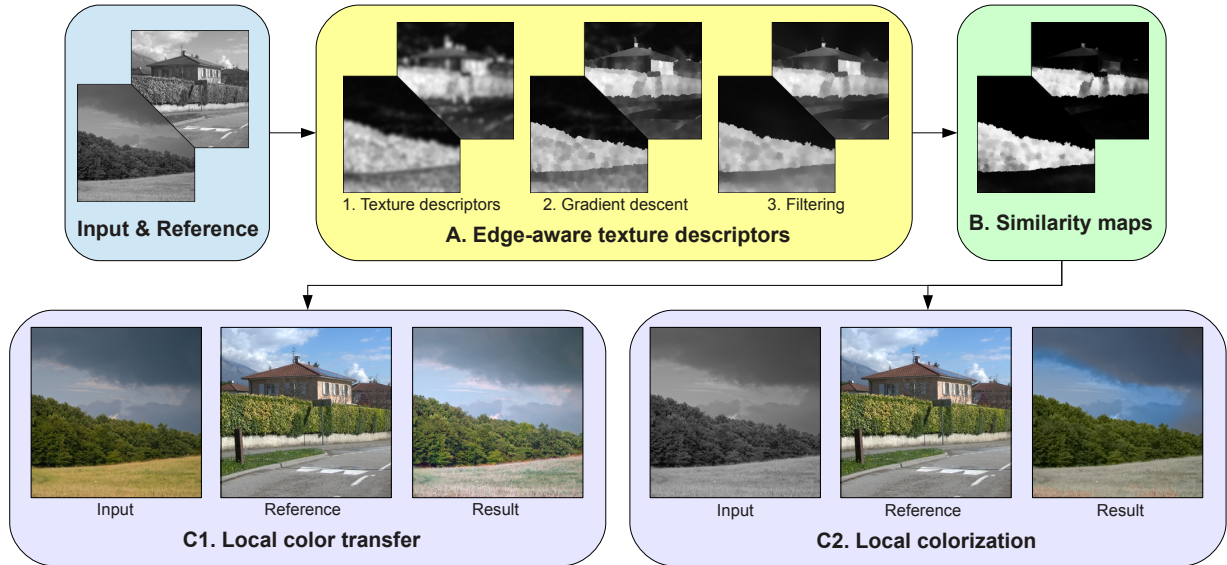 Input & Reference
1. Texture descriptors
2. Gradient descent
3. Filtering
A. Edge-aware texture descriptors
B. Similarity maps
Input
Reference
Result
C1. Local color transfer
Input
Reference
Result
C2. Local colorization